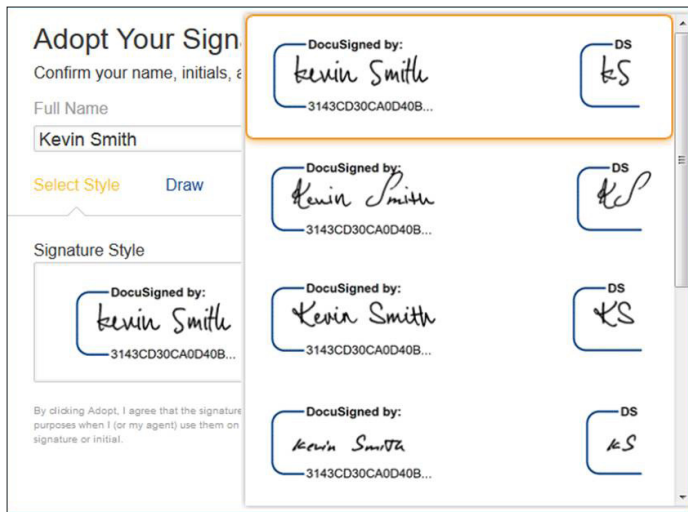 Adopt Your Sign
Confirm your name, initials, a
Full Name
Kevin Smith
Select Style
Draw
Signature Style
DocuSigned by:
kevin Smith
3143CD30CA0D40B...
By clicking Adopt, I agree that the signature
purposes when I (or my agent) use them on
signature or initial.
DocuSigned by:
kevin Smith
3143CD30CA0D40B...
DS
kS
DocuSigned by:
Kevin Smith
3143CD30CA0D40B...
DS
KS
DocuSigned by:
Kevin Smith
3143CD30CA0D40B...
DS
KS
DocuSigned by:
kevin Smith
3143CD30CA0D40B...
DS
kS